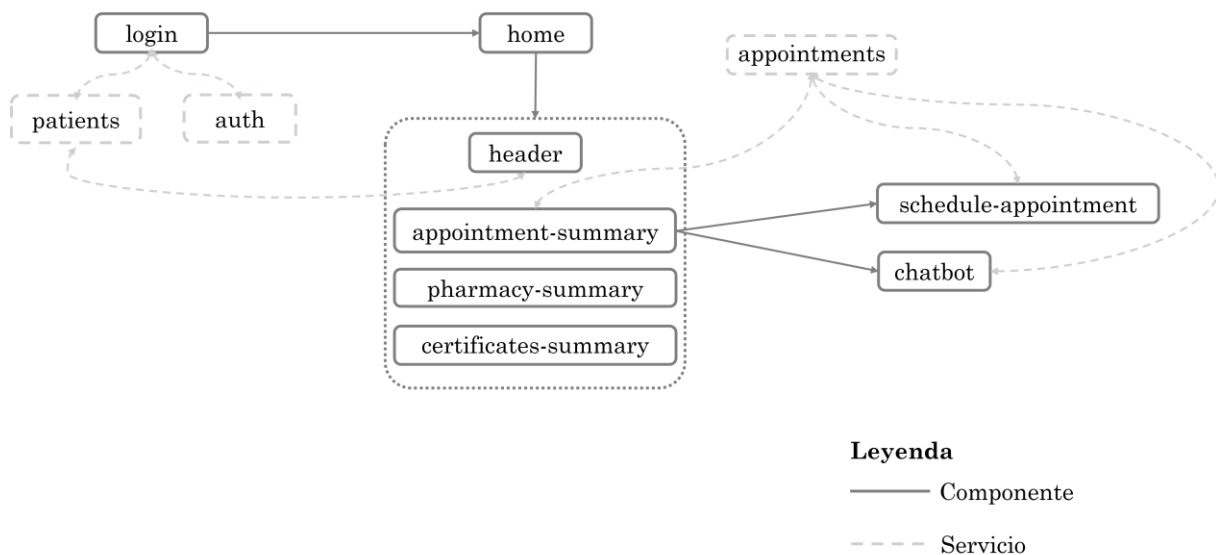 login
home
appointments
patients
auth
header
schedule-appointment
appointment-summary
chatbot
pharmacy-summary
certificates-summary
Leyenda
Componente
Servicio